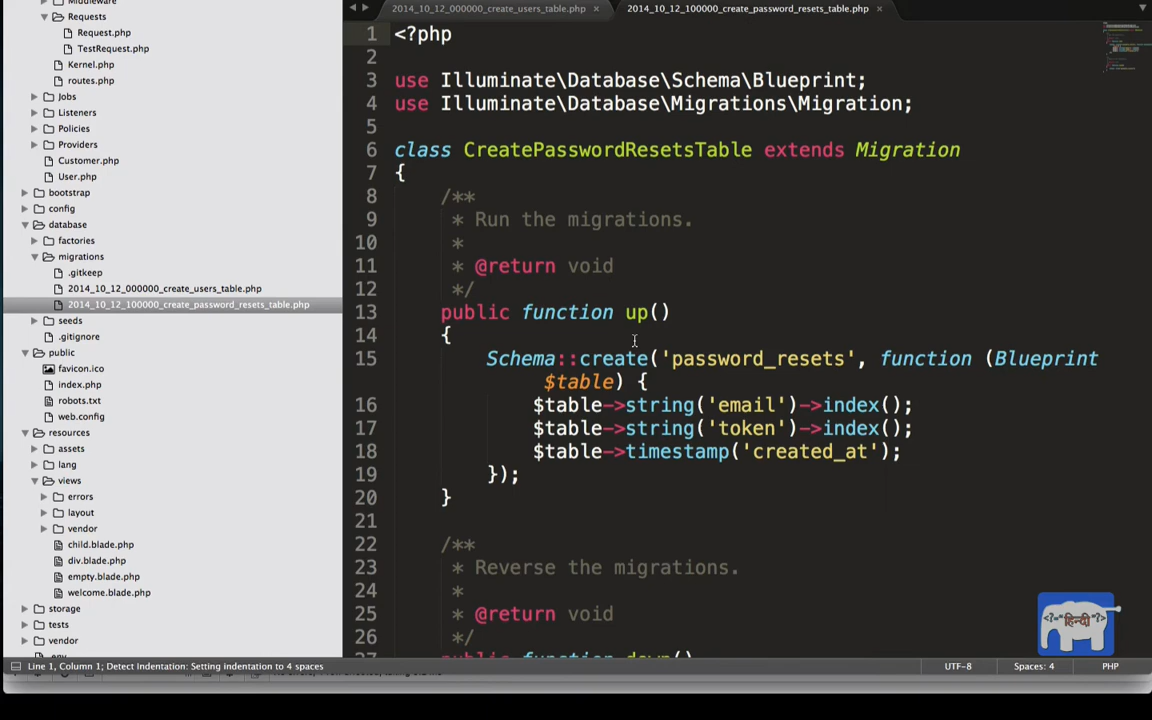 Middleware
Requests
Request.php
TestRequest.php
Kernel.php
routes.php
Jobs
Listeners
Policies
Providers
Customer.php
User.php
bootstrap
config
database
factories
migrations
.gitkeep
2014_10_12_000000_create_users_table.php
2014_10_12_100000_create_password_resets_table.php
seeds
.gitignore
public
favicon.ico
index.php
robots.txt
web.config
resources
assets
lang
views
errors
layout
vendor
child.blade.php
div.blade.php
empty.blade.php
welcome.blade.php
storage
tests
vendor
2014_10_12_000000_create_users_table.php × 2014_10_12_100000_create_password_resets_table.php ×
1 <?php
2
3 use Illuminate\Database\Schema\Blueprint;
4 use Illuminate\Database\Migrations\Migration;
5
6 class CreatePasswordResetsTable extends Migration
7 {
8 /**
9 * Run the migrations.
10 *
11 * @return void
12 */
13 public function up()
14 {
15 Schema::create('password_resets', function (Blueprint
$table) {
16 $table->string('email')->index();
17 $table->string('token')->index();
18 $table->timestamp('created_at');
19 });
20 }
21
22 /**
23 * Reverse the migrations.
24 *
25 * @return void
26 */
27 public function down()
<?="हिन्दी"?>
Line 1, Column 1; Detect Indentation: Setting indentation to 4 spaces UTF-8 Spaces: 4 PHP